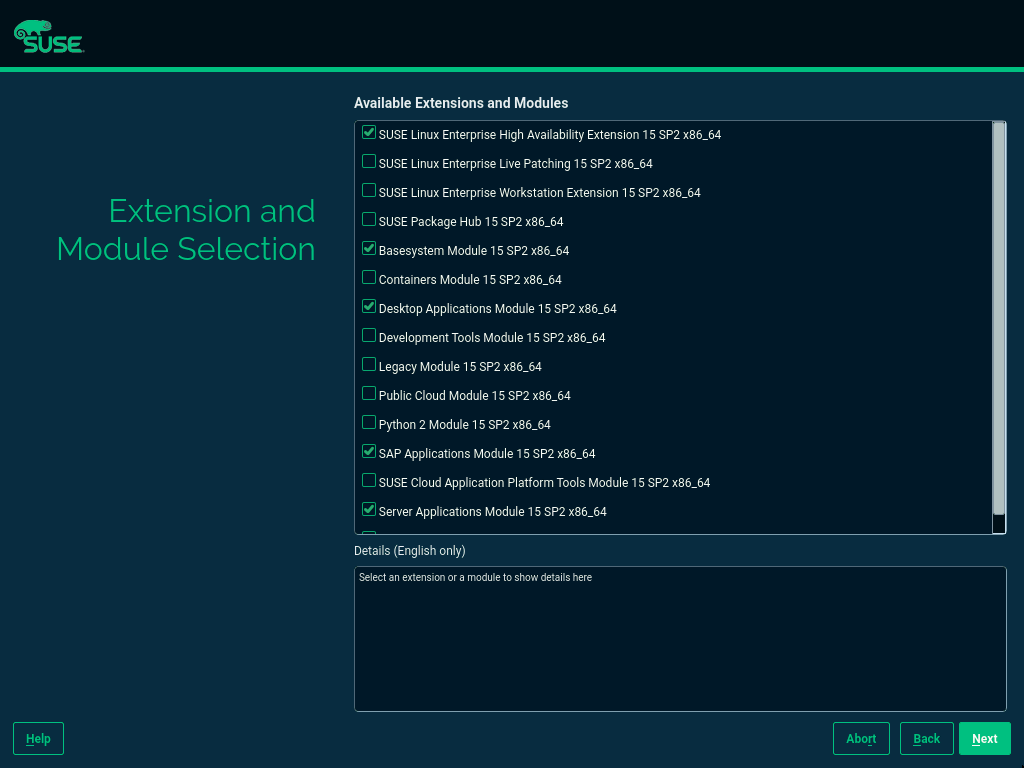 SUSE
Available Extensions and Modules
Extension and
Module Selection
SUSE Linux Enterprise High Availability Extension 15 SP2 x86_64
SUSE Linux Enterprise Live Patching 15 SP2 x86_64
SUSE Linux Enterprise Workstation Extension 15 SP2 x86_64
SUSE Package Hub 15 SP2 x86_64
Basesystem Module 15 SP2 x86_64
Containers Module 15 SP2 x86_64
Desktop Applications Module 15 SP2 x86_64
Development Tools Module 15 SP2 x86_64
Legacy Module 15 SP2 x86_64
Public Cloud Module 15 SP2 x86_64
Python 2 Module 15 SP2 x86_64
SAP Applications Module 15 SP2 x86_64
SUSE Cloud Application Platform Tools Module 15 SP2 x86_64
Server Applications Module 15 SP2 x86_64
Details (English only)
Select an extension or a module to show details here
Help
Abort
Back
Next